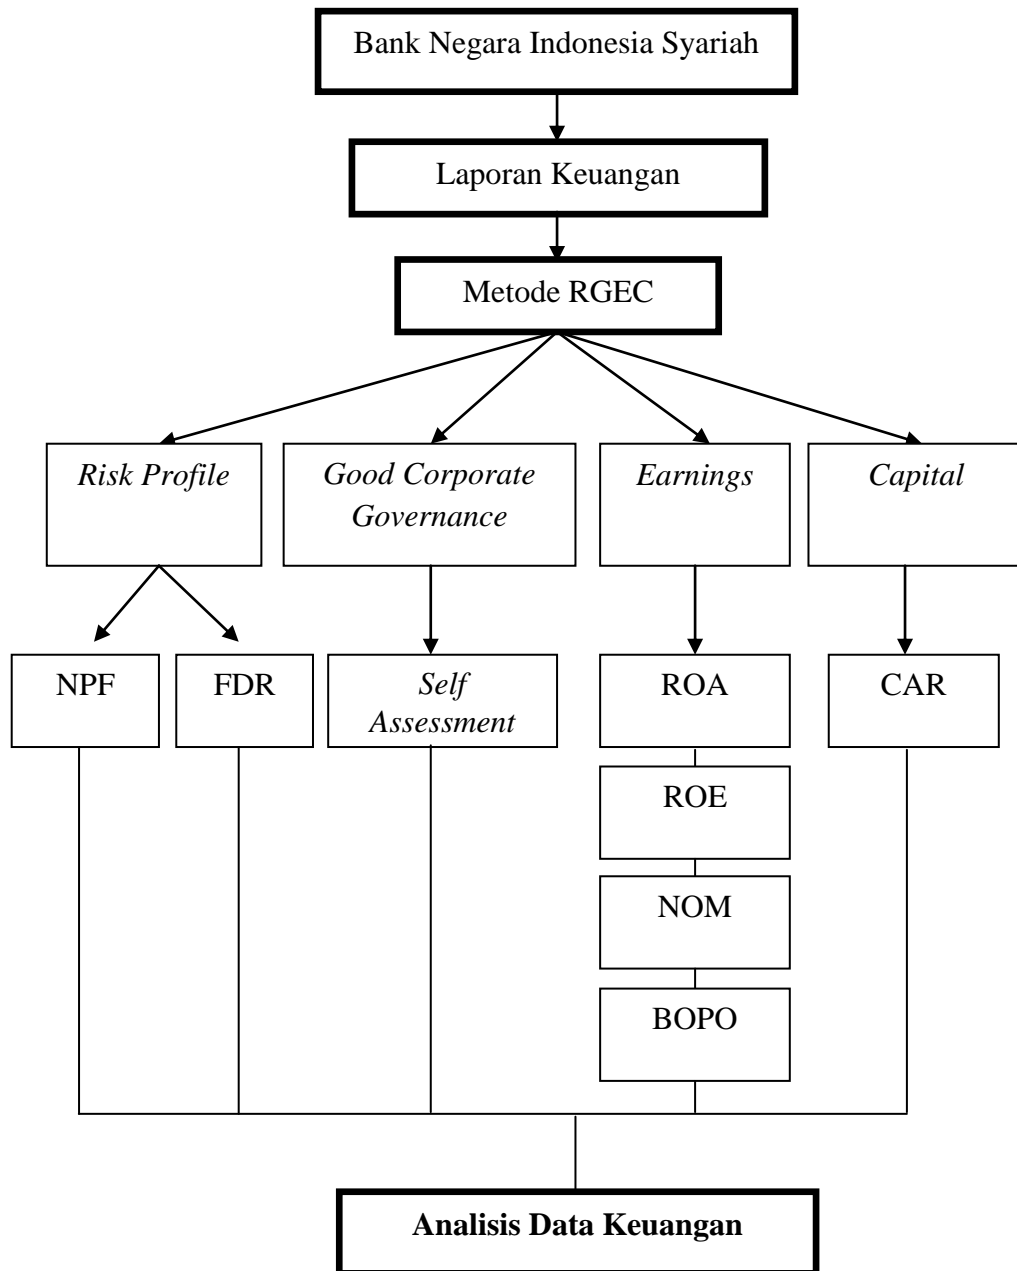 Bank Negara Indonesia Syariah
Laporan Keuangan
Metode RGEC
Risk Profile
Good Corporate
Governance
Earnings
Capital
NPF
FDR
Self
Assessment
ROA
CAR
ROE
NOM
BOPO
Analisis Data Keuangan